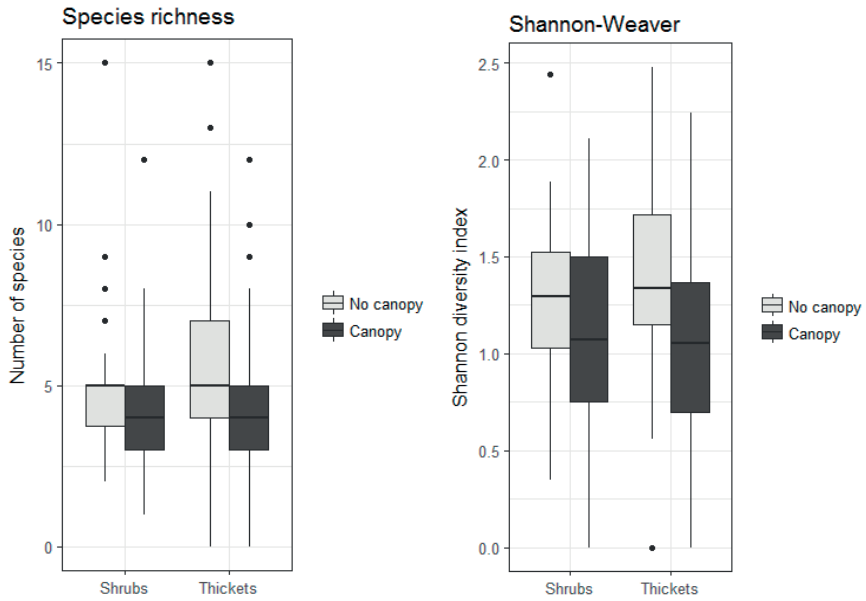 Species richness
15
10
5
0
Number of species
Shrubs Thickets
No canopy
Canopy
Shannon-Weaver
2.5
2.0
1.5
1.0
0.5
0.0
Shannon diversity index
Shrubs Thickets
No canopy
Canopy